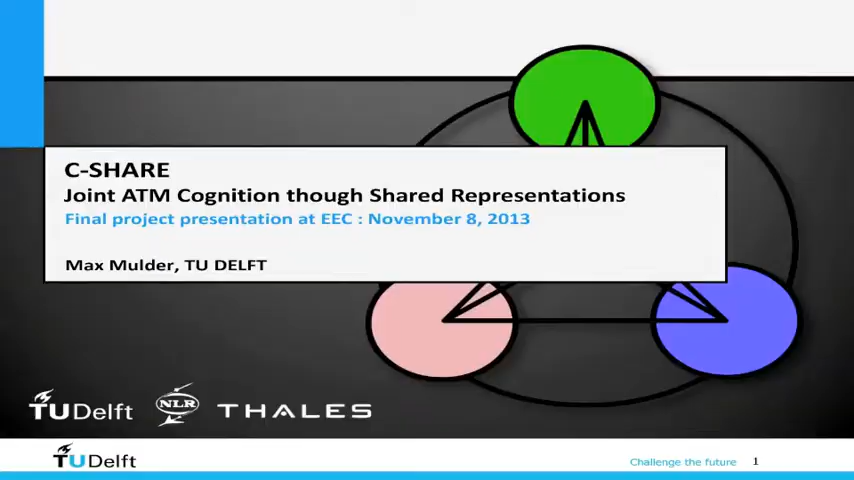 C-SHARE
Joint ATM Cognition though Shared Representations
Final project presentation at EEC : November 8, 2013
Max Mulder, TU DELFT
TUDelft NLR THALES
TUDelft Challenge the future 1